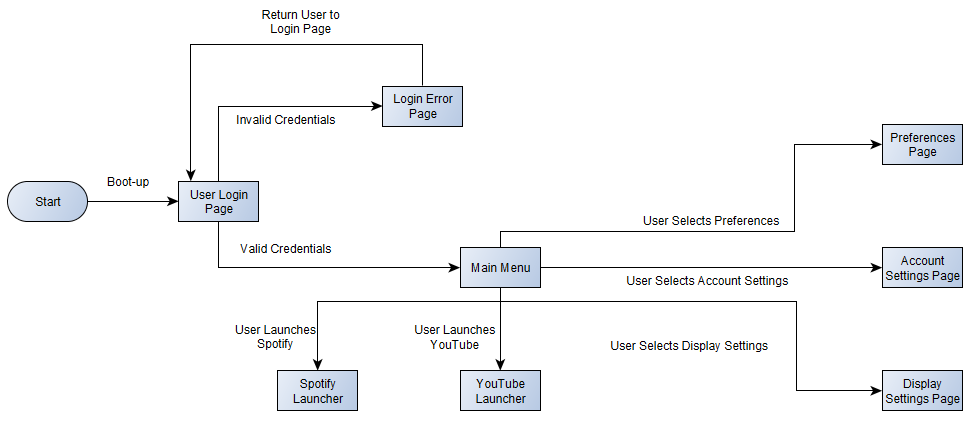 Return User to
Login Page
Login Error
Page
Invalid Credentials
Preferences
Page
Boot-up
Start
User Login
Page
User Selects Preferences
Valid Credentials
Main Menu
Account
Settings Page
User Selects Account Settings
User Launches
Spotify
User Launches
YouTube
User Selects Display Settings
Spotify
Launcher
YouTube
Launcher
Display
Settings Page